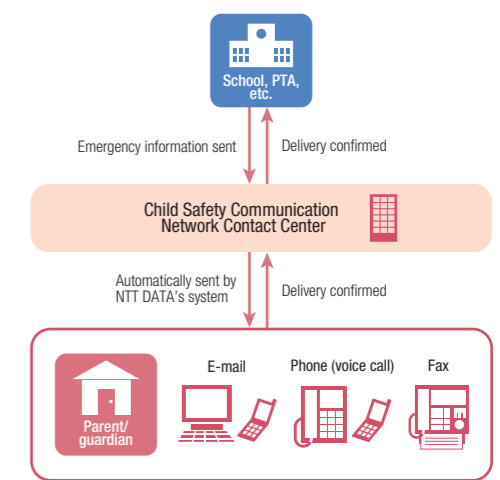 School, PTA,
etc.
Emergency information sent
Delivery confirmed
Child Safety Communication
Network Contact Center
Automatically sent by
NTT DATA's system
Delivery confirmed
E-mail
Phone (voice call)
Fax
Parent/
guardian